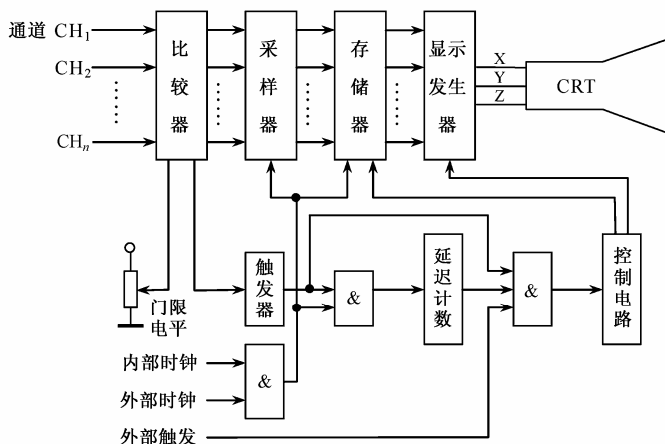 通道 CH1
CH2
CHn
比较器
采样器
存储器
显示发生器
X
Y
Z
CRT
门限电平
触发器
&
延迟计数
&
控制电路
内部时钟
外部时钟
&
外部触发